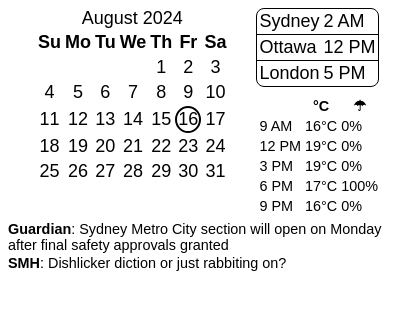 August 2024
Su Mo Tu We Th Fr Sa
1 2 3
4 5 6 7 8 9 10
11 12 13 14 15 16 17
18 19 20 21 22 23 24
25 26 27 28 29 30 31
Sydney 2 AM
Ottawa 12 PM
London 5 PM
°C ☂
9 AM 16°C 0%
12 PM 19°C 0%
3 PM 19°C 0%
6 PM 17°C 100%
9 PM 16°C 0%
Guardian: Sydney Metro City section will open on Monday
after final safety approvals granted
SMH: Dishlicker diction or just rabbiting on?